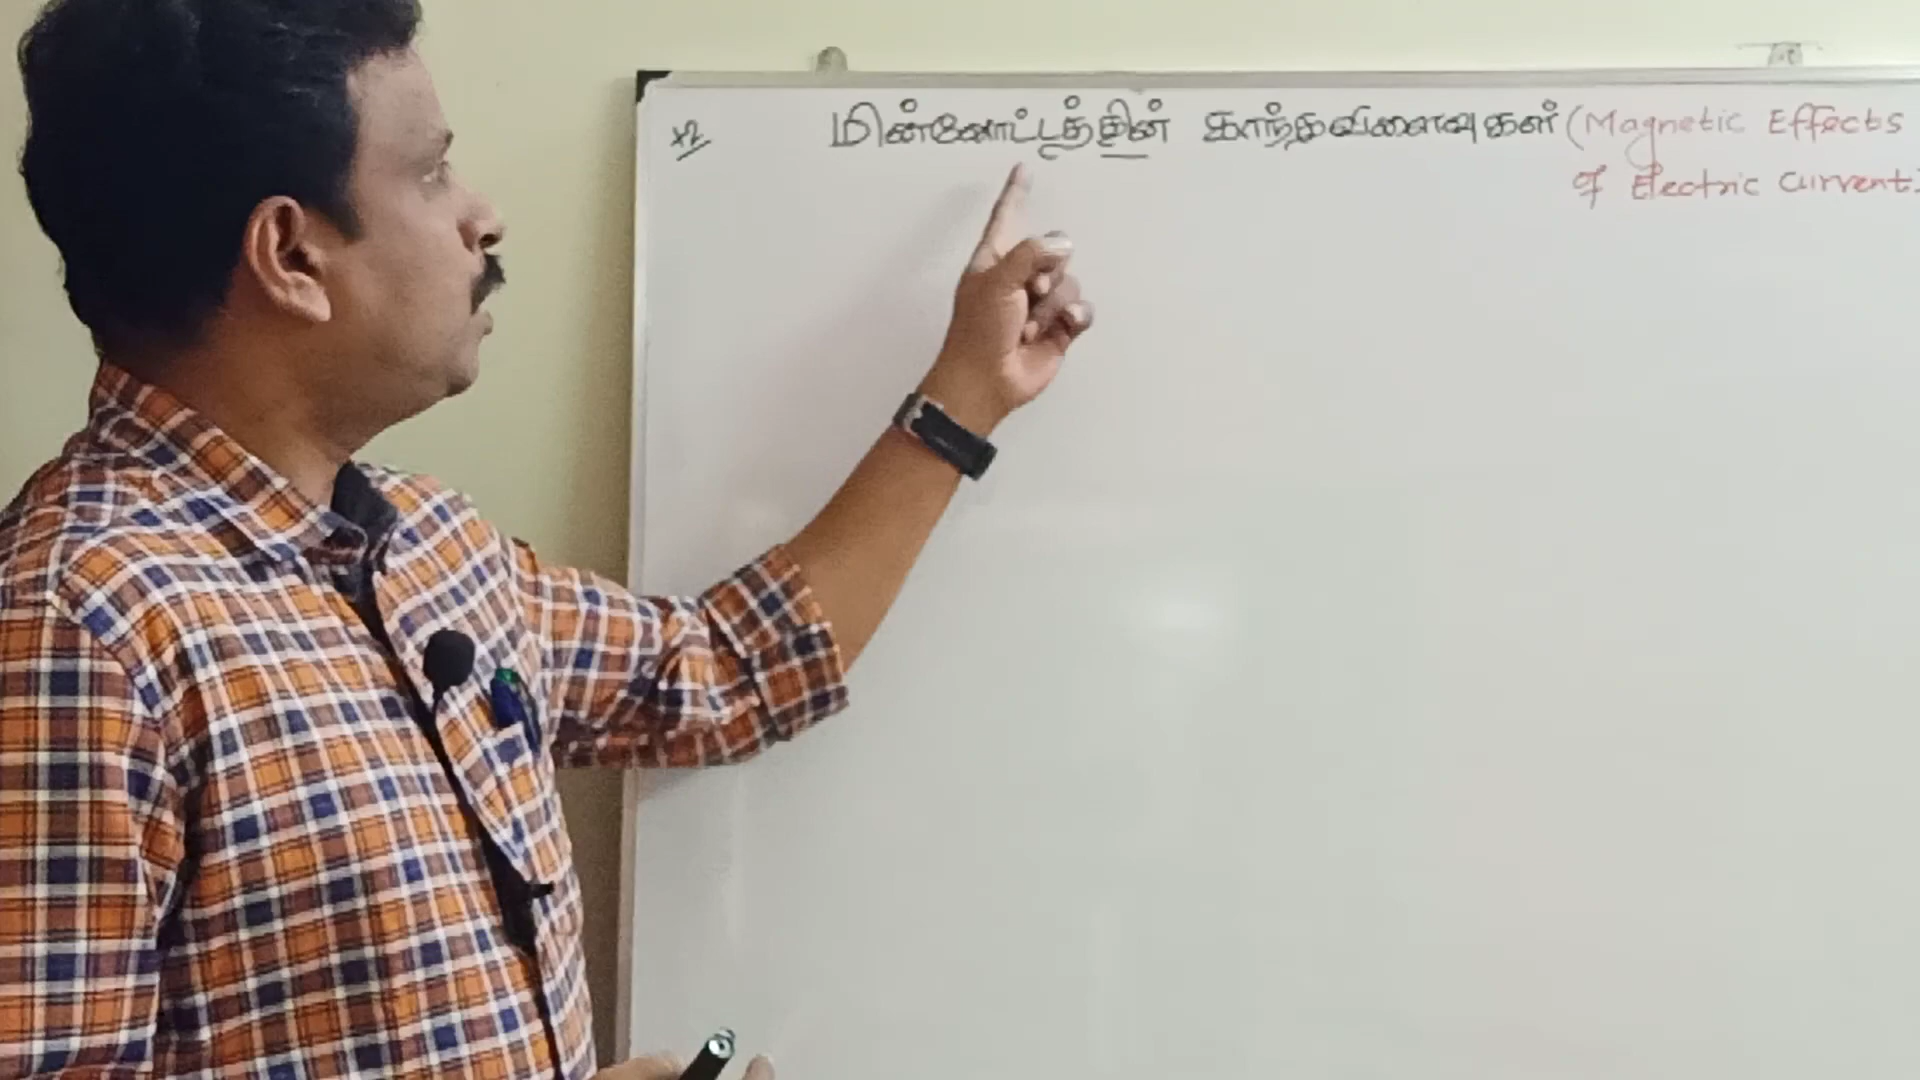 மின்னோட்டத்தின் காந்தவிளைவுகள் (Magnetic Effects
of Electric Current)